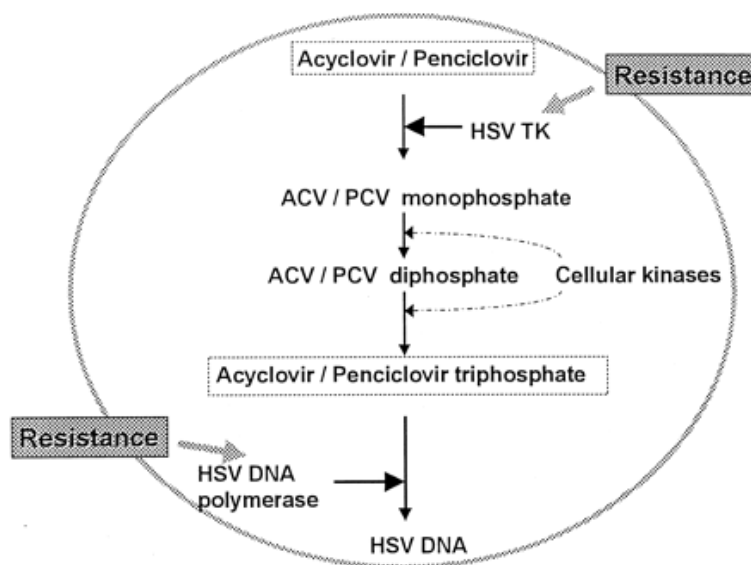 Acyclovir / Penciclovir
Resistance
HSV TK
ACV / PCV monophosphate
ACV / PCV diphosphate
Cellular kinases
Acyclovir / Penciclovir triphosphate
Resistance
HSV DNA
polymerase
HSV DNA